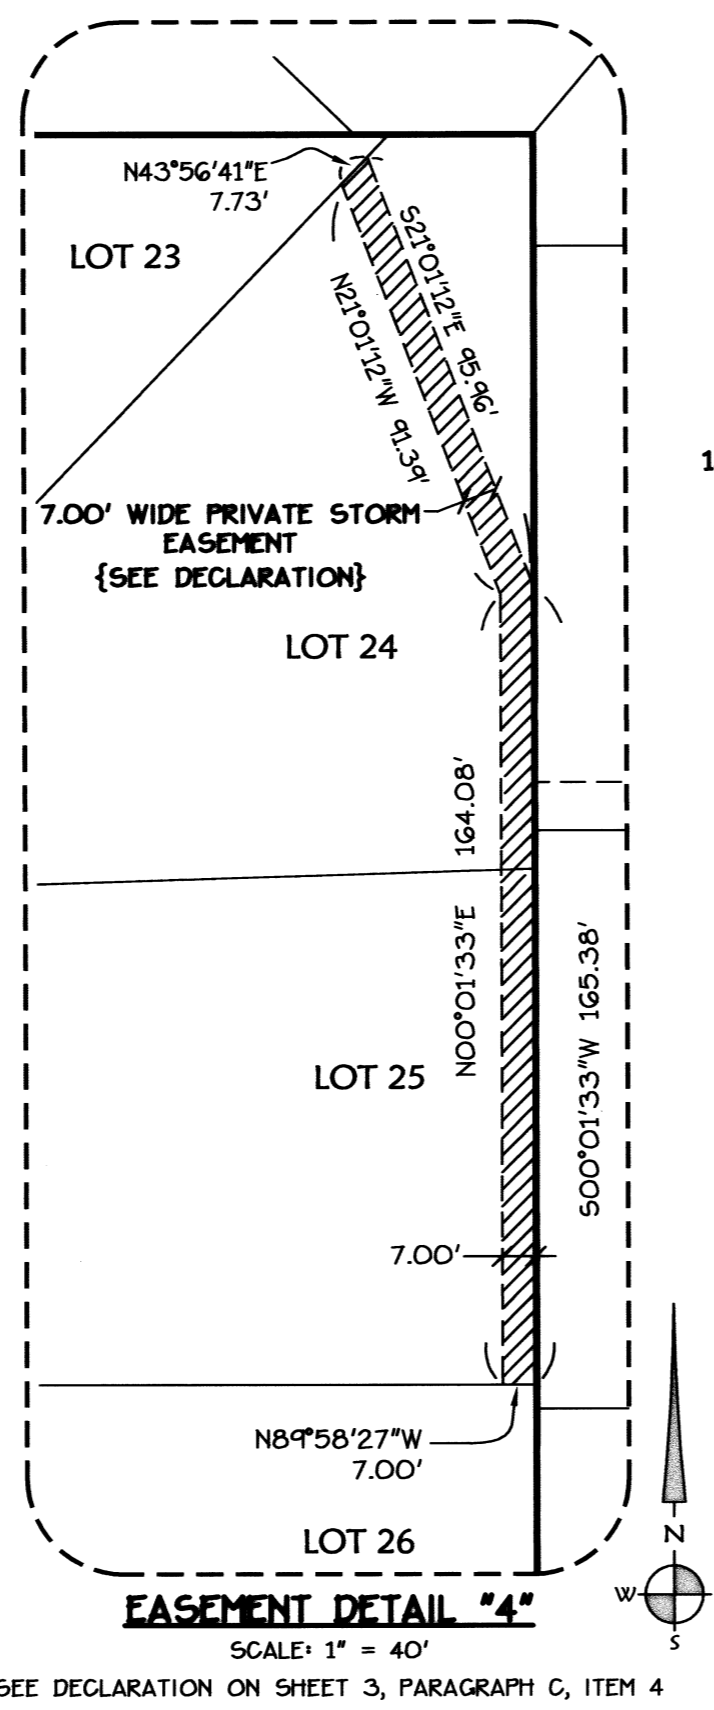 N43°56'41"E
7.73'
LOT 23
S21°01'12"E 95.96'
N21°01'12"W 91.39'
1
7.00' WIDE PRIVATE STORM
EASEMENT
{SEE DECLARATION}
LOT 24
N00°01'33"E 164.08'
S00°01'33"W 165.38'
LOT 25
7.00'
N89°58'27"W
7.00'
LOT 26
N
W
S
EASEMENT DETAIL "4"
SCALE: 1" = 40'
SEE DECLARATION ON SHEET 3, PARAGRAPH C, ITEM 4